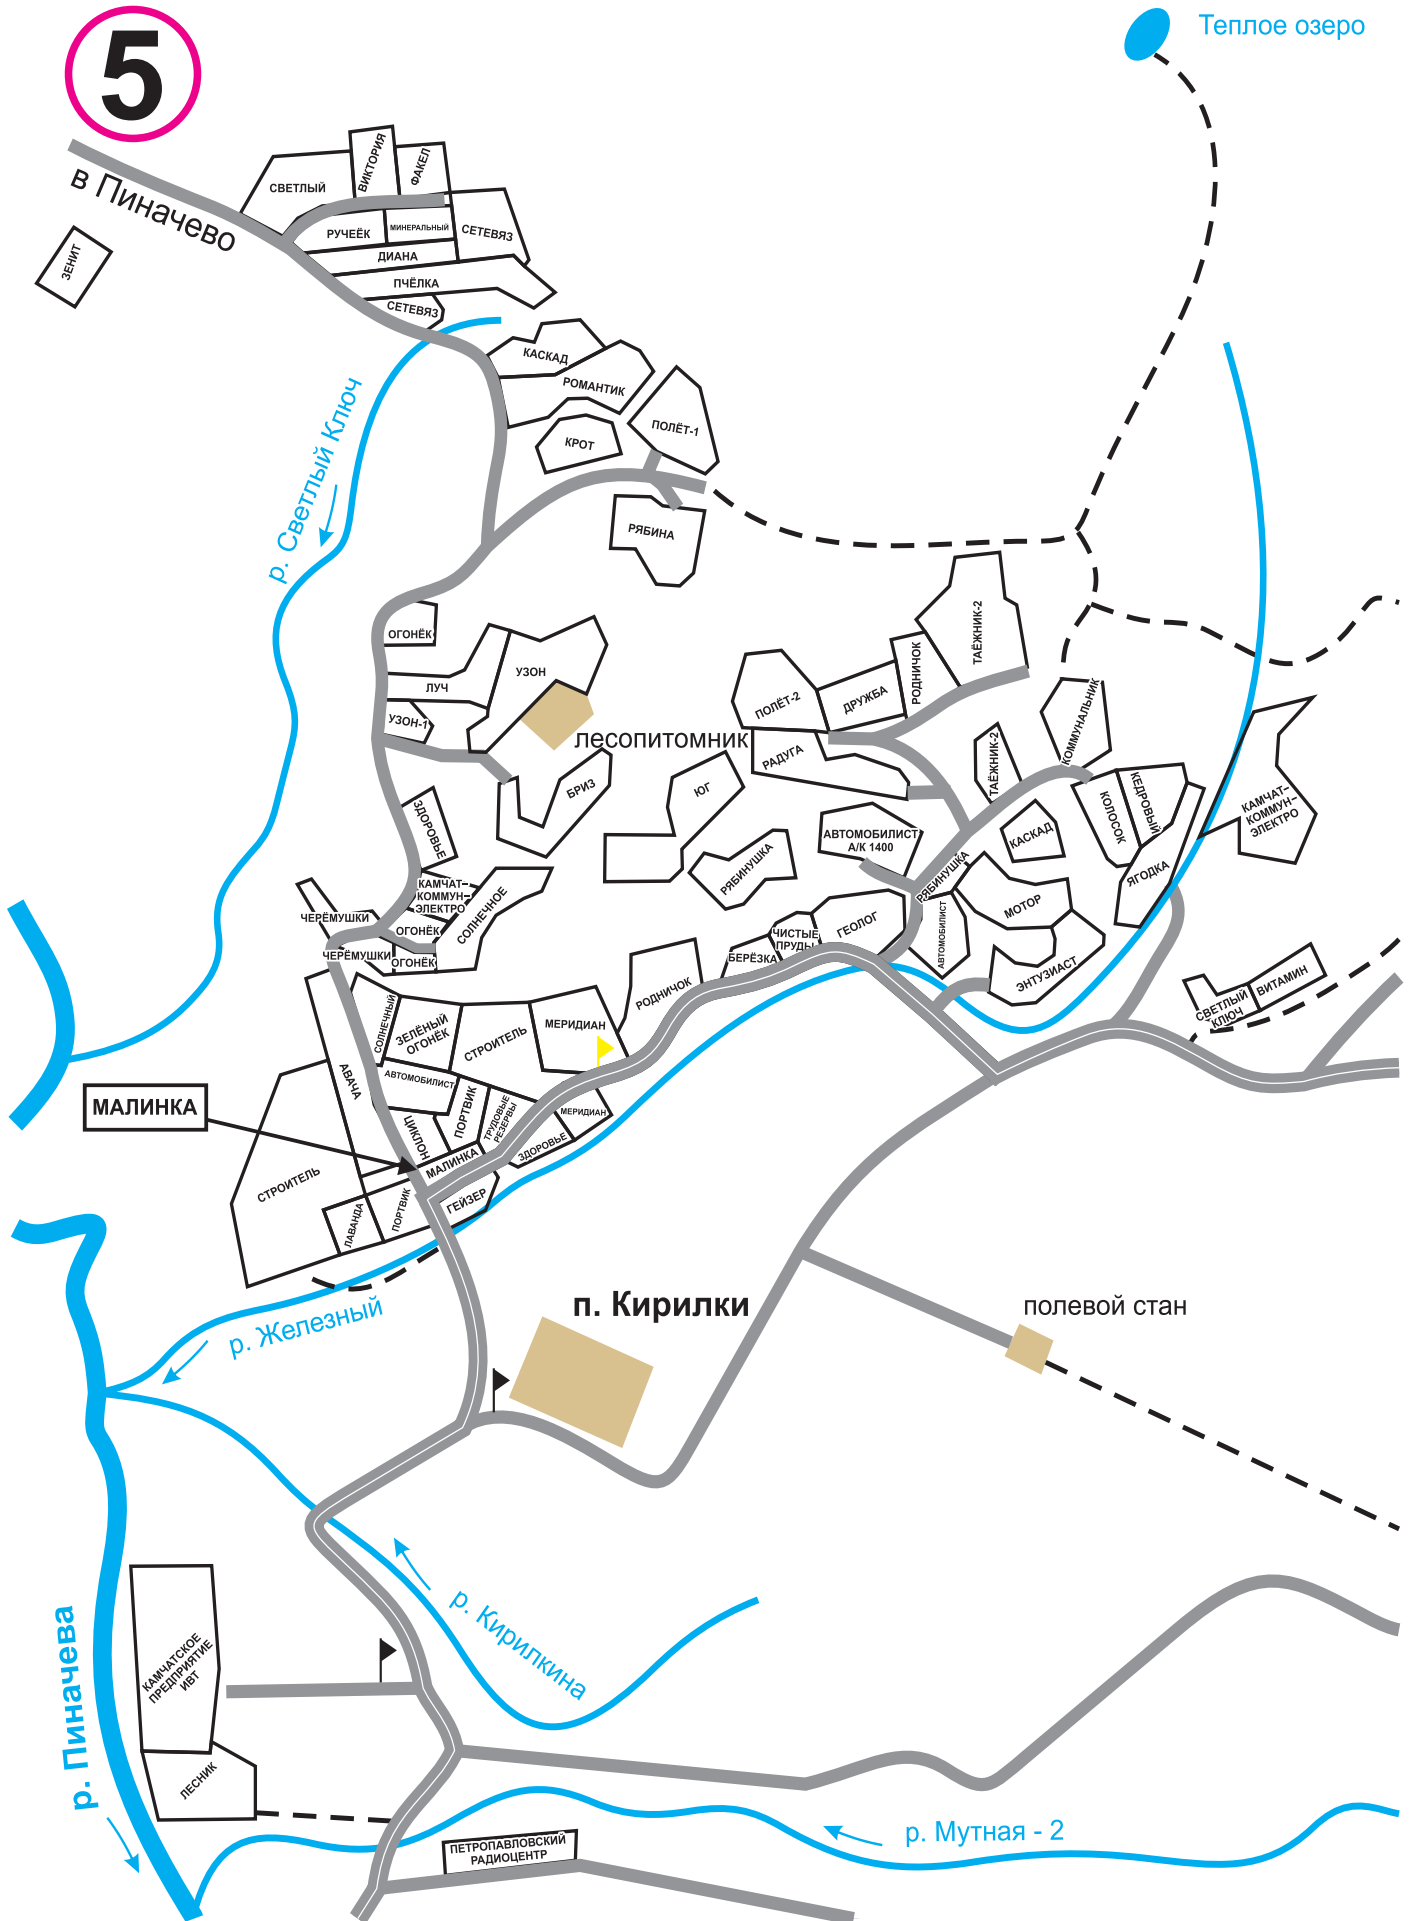 Теплое озеро
5
ВИКТОРИЯ
ФАКЕЛ
СВЕТЛЫЙ
в Пиначево
РУЧЕЁК
МИНЕРАЛЬНЫЙ
СЕТЕВЯЗ
ЗЕНИТ
ДИАНА
ПЧЁЛКА
СЕТЕВЯЗ
КАСКАД
РОМАНТИК
ПОЛЁТ-1
КРОТ
р. Светлый Ключ
РЯБИНА
ОГОНЁК
ЛУЧ
УЗОН
УЗОН-1
лесопитомник
ТАЁЖНИК-2
РОДНИЧОК
ДРУЖБА
ПОЛЁТ-2
РАДУГА
КОММУНАЛЬНИК
ТАЁЖНИК-2
БРИЗ
ЮГ
ЗДОРОВЬЕ
КОЛОСОК
КЕДРОВЫЙ
КАМЧАТ–
КОММУН–
ЭЛЕКТРО
АВТОМОБИЛИСТ
А/К 1400
КАСКАД
РЯБИНУШКА
РЯБИНУШКА
ЯГОДКА
КАМЧАТ–
КОММУН–
ЭЛЕКТРО
СОЛНЕЧНОЕ
ЧЕРЁМУШКИ
ОГОНЁК
МОТОР
ГЕОЛОГ
ЧИСТЫЕ
ПРУДЫ
АВТОМОБИЛИСТ
ЧЕРЁМУШКИ
ОГОНЁК
БЕРЁЗКА
ЭНТУЗИАСТ
РОДНИЧОК
ВИТАМИН
СВЕТЛЫЙ
КЛЮЧ
СОЛНЕЧНЫЙ
ЗЕЛЁНЫЙ
ОГОНЁК
СТРОИТЕЛЬ
МЕРИДИАН
АВАЧА
АВТОМОБИЛИСТ
МАЛИНКА
ПОРТВИК
ТРУДОВЫЕ
РЕЗЕРВЫ
МЕРИДИАН
ЦИКЛОН
ЗДОРОВЬЕ
МАЛИНКА
СТРОИТЕЛЬ
ЛАВАНДА
ПОРТВИК
ГЕЙЗЕР
р. Железный
п. Кирилки
полевой стан
р. Кирилкина
КАМЧАТСКОЕ
ПРЕДПРИЯТИЕ
ИВТ
р. Пиначева
ЛЕСНИК
р. Мутная - 2
ПЕТРОПАВЛОВСКИЙ
РАДИОЦЕНТР